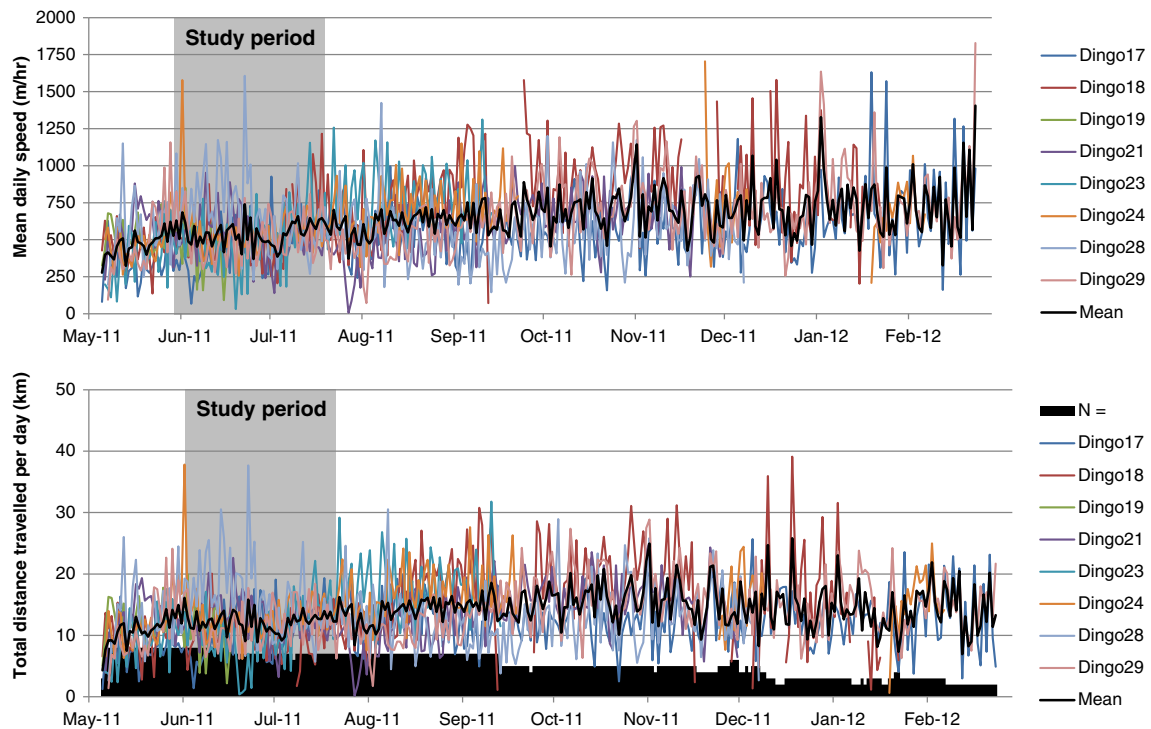 Mean daily speed (m/hr)
2000
1750
1500
1250
1000
750
500
250
0
Study period
May-11 Jun-11 Jul-11 Aug-11 Sep-11 Oct-11 Nov-11 Dec-11 Jan-12 Feb-12
Dingo17
Dingo18
Dingo19
Dingo21
Dingo23
Dingo24
Dingo28
Dingo29
Mean
Total distance travelled per day (km)
50
40
30
20
10
0
Study period
May-11 Jun-11 Jul-11 Aug-11 Sep-11 Oct-11 Nov-11 Dec-11 Jan-12 Feb-12
N =
Dingo17
Dingo18
Dingo19
Dingo21
Dingo23
Dingo24
Dingo28
Dingo29
Mean